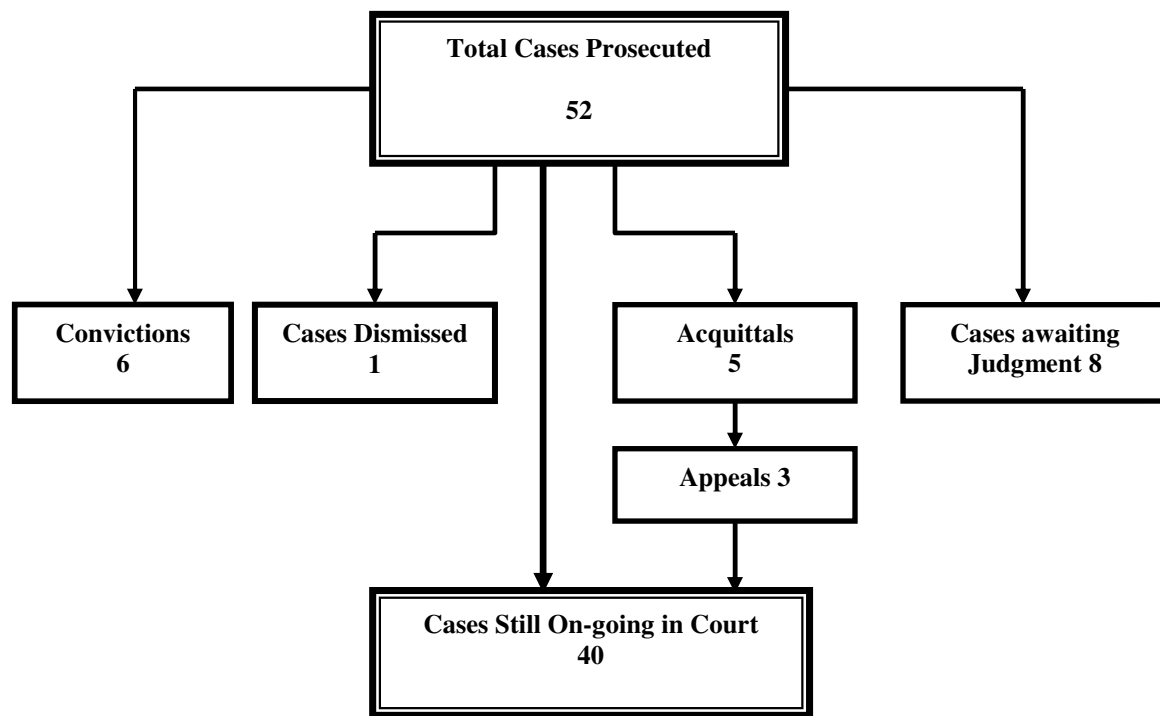 Total Cases Prosecuted
52
Convictions
6
Cases Dismissed
1
Acquittals
5
Cases awaiting
Judgment 8
Appeals 3
Cases Still On-going in Court
40